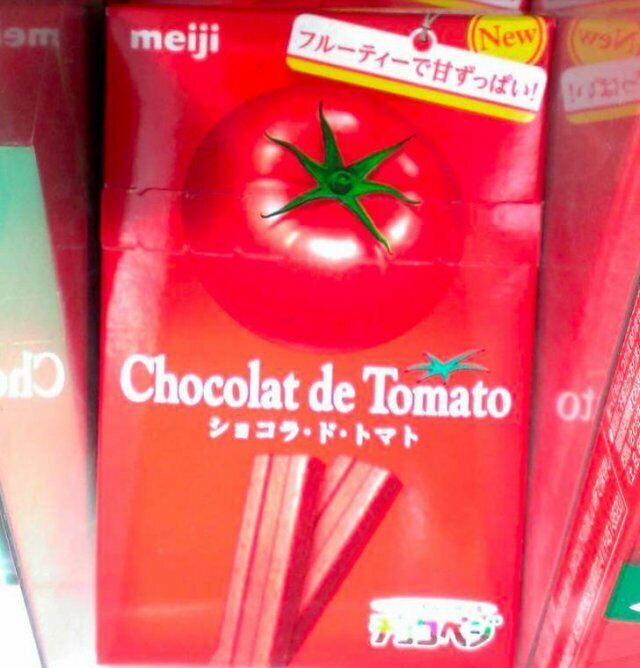 meiji
New
フルーティーで甘ずっぱい!
Chocolat de Tomato
ショコラ・ド・トマト
チョコベジ